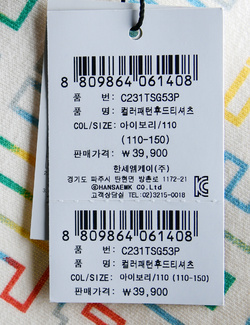 8 809864 061408
품 번: C231TSG53P
품 명: 컬러패턴후드티셔츠
COL/SIZE: 아이보리/110
(110-150)
판매가격: ₩ 39,900
한세엠케이(주)
경기도 파주시 탄현면 방촌로 1172-21
ⓒHANSAEMK CO.Ltd
고객상담실 TEL:02)3215-0018
8 809864 061408
품 번: C231TSG53P
품 명: 컬러패턴후드티셔츠
COL/SIZE: 아이보리/110 (110-150)
판매가격: ₩ 39,900